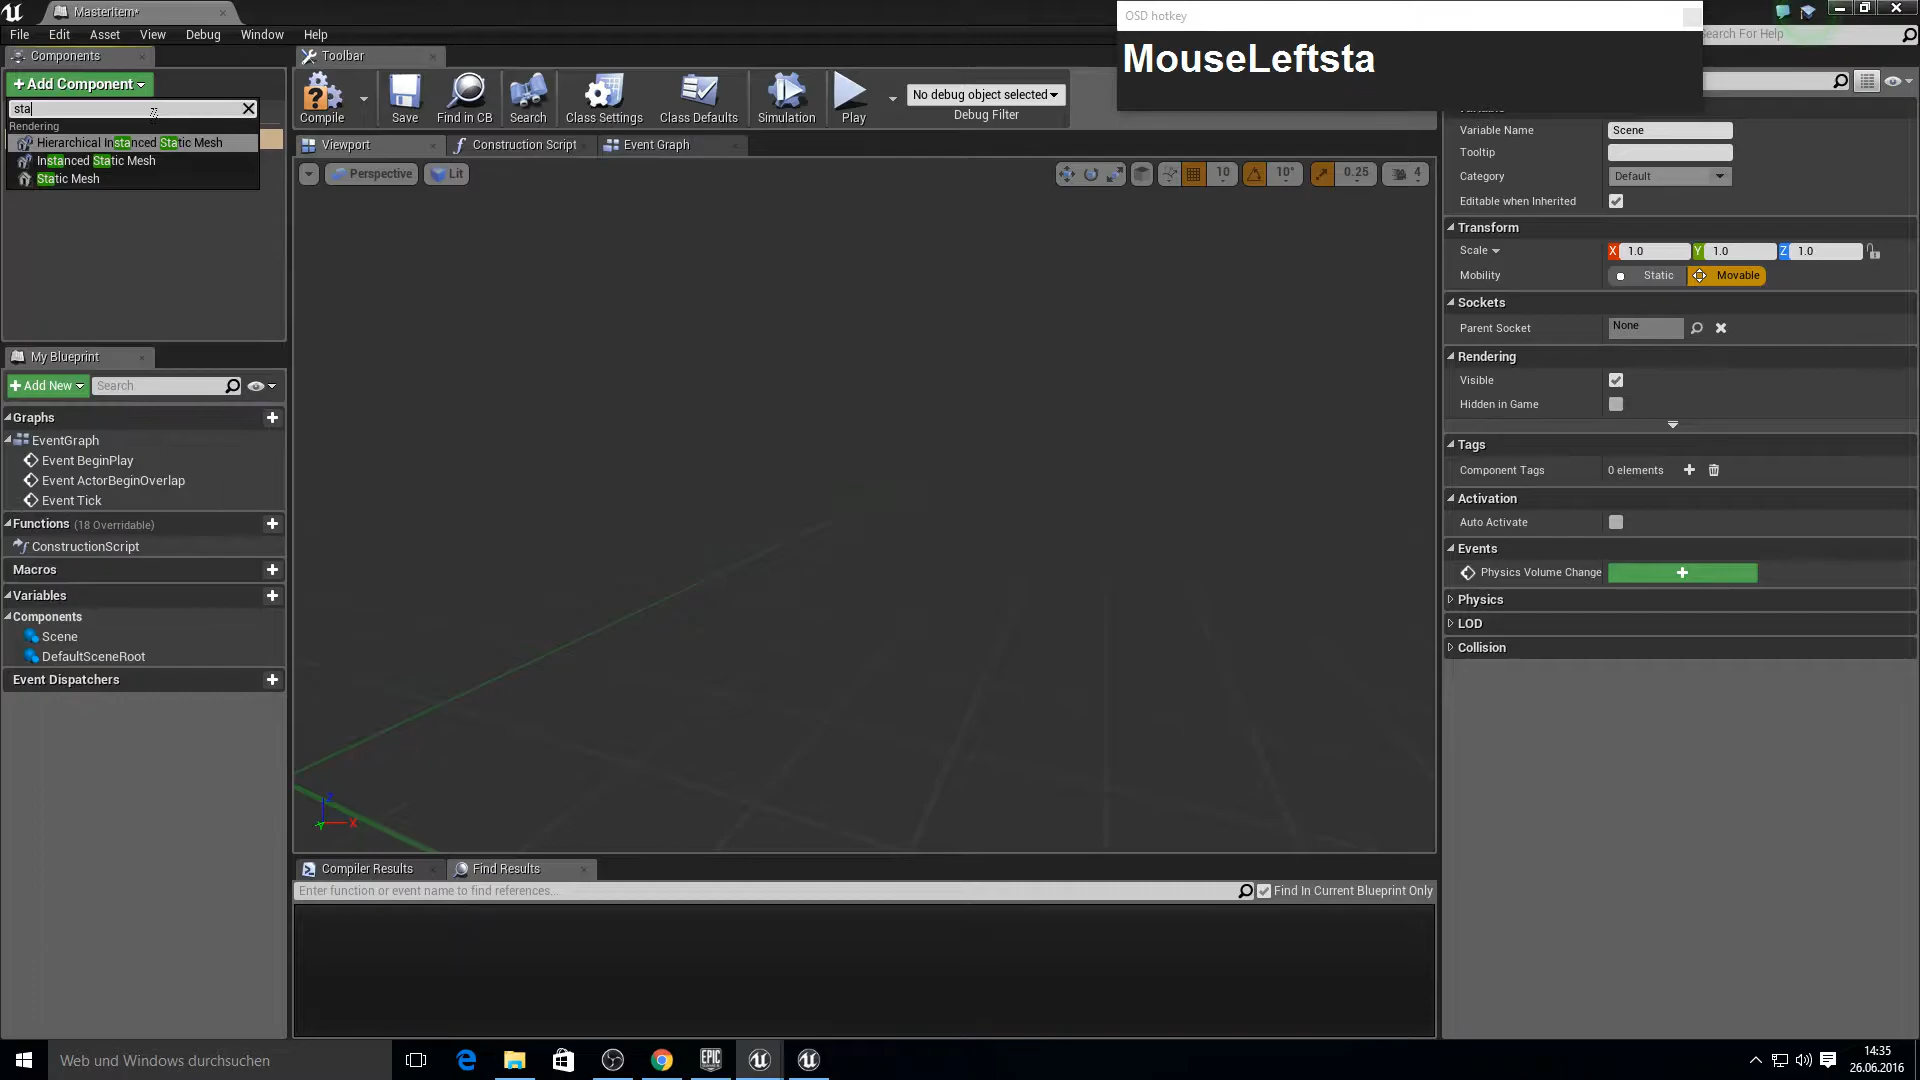 MasterItem*
OSD hotkey
MouseLeftsta
File Edit Asset View Debug Window Help
Search For Help
Components
Toolbar
+ Add Component
sta
Rendering
Hierarchical Instanced Static Mesh
Instanced Static Mesh
Static Mesh
Compile
Save
Find in CB
Search
Class Settings
Class Defaults
Simulation
Play
No debug object selected
Debug Filter
Viewport
Construction Script
Event Graph
Perspective
Lit
10
10°
0.25
4
My Blueprint
+ Add New
Search
Graphs
EventGraph
Event BeginPlay
Event ActorBeginOverlap
Event Tick
Functions (18 Overridable)
ConstructionScript
Macros
Variables
Components
Scene
DefaultSceneRoot
Event Dispatchers
Z
Y
X
Compiler Results
Find Results
Enter function or event name to find references...
Find In Current Blueprint Only
Variable Name Scene
Tooltip
Category Default
Editable when Inherited
Transform
Scale X 1.0 Y 1.0 Z 1.0
Mobility Static Movable
Sockets
Parent Socket None
Rendering
Visible
Hidden in Game
Tags
Component Tags 0 elements
Activation
Auto Activate
Events
Physics Volume Change
Physics
LOD
Collision
Web und Windows durchsuchen
EPIC
14:35
26.06.2016